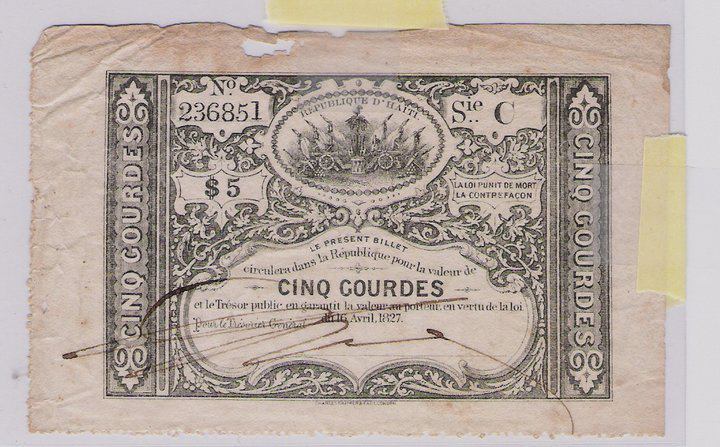 No
236851
REPUBLIQUE D'HAITI
Sie C
$ 5
LA LOI PUNIT DE MORT
LA CONTREFAÇON
CINQ GOURDES
CINQ GOURDES
LE PRESENT BILLET
circulera dans la République pour la valeur de
CINQ GOURDES
et le Trésor public en garantit la valeur au porteur, en vertu de la loi
du 16 Avril, 1827.
Pour le Trésorier Général